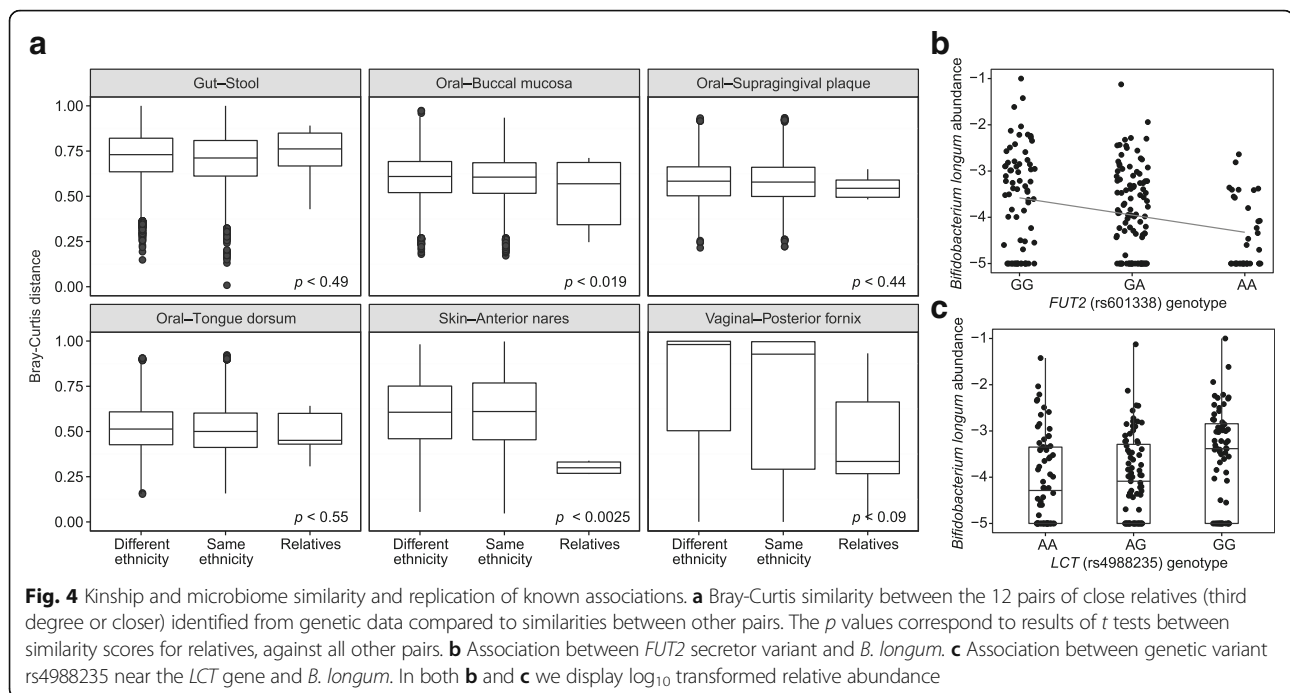 a
Gut–Stool
Oral–Buccal mucosa
Oral–Supragingival plaque
1.00
0.75
0.50
0.25
0.00
p < 0.49
p < 0.019
p < 0.44
Bray-Curtis distance
Oral–Tongue dorsum
Skin–Anterior nares
Vaginal–Posterior fornix
1.00
0.75
0.50
0.25
0.00
p < 0.55
p < 0.0025
p < 0.09
Different ethnicity
Same ethnicity
Relatives
Different ethnicity
Same ethnicity
Relatives
Different ethnicity
Same ethnicity
Relatives
b
Bifidobacterium longum abundance
−1
−2
−3
−4
−5
GG
GA
AA
FUT2 (rs601338) genotype
c
Bifidobacterium longum abundance
−1
−2
−3
−4
−5
AA
AG
GG
LCT (rs4988235) genotype
Fig. 4 Kinship and microbiome similarity and replication of known associations. a Bray-Curtis similarity between the 12 pairs of close relatives (third
degree or closer) identified from genetic data compared to similarities between other pairs. The p values correspond to results of t tests between
similarity scores for relatives, against all other pairs. b Association between FUT2 secretor variant and B. longum. c Association between genetic variant
rs4988235 near the LCT gene and B. longum. In both b and c we display log10 transformed relative abundance